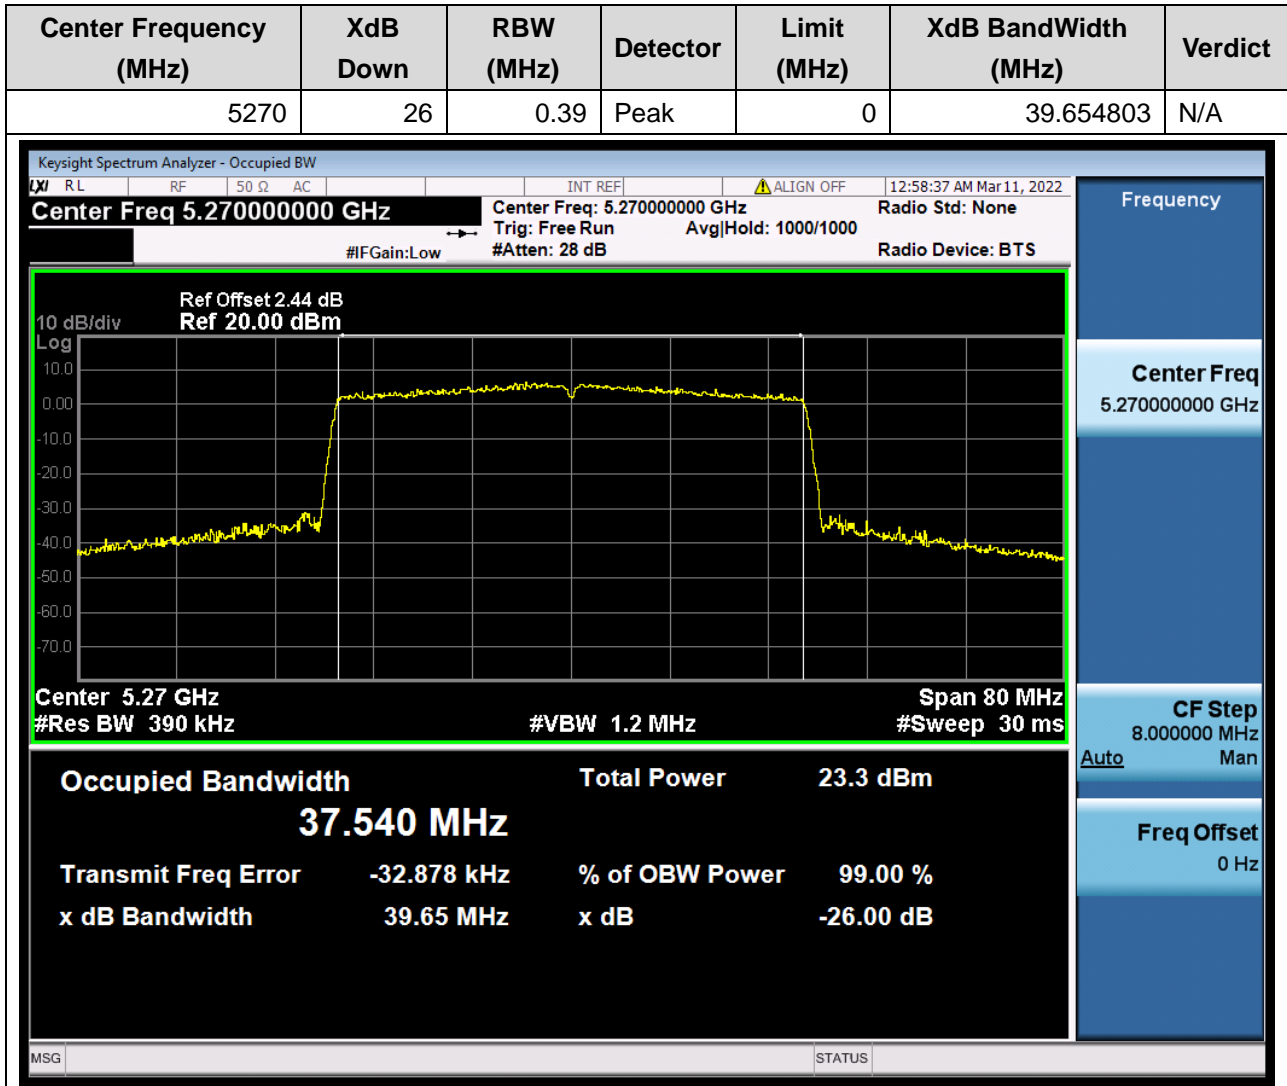 Center Frequency (MHz) XdB Down RBW (MHz) Detector Limit (MHz) XdB BandWidth (MHz) Verdict
5270 26 0.39 Peak 0 39.654803 N/A
Keysight Spectrum Analyzer - Occupied BW
LXI RL RF 50 Ω AC INT REF ALIGN OFF 12:58:37 AM Mar 11, 2022
Center Freq 5.270000000 GHz Center Freq: 5.270000000 GHz Radio Std: None
Trig: Free Run Avg|Hold: 1000/1000
#IFGain:Low #Atten: 28 dB Radio Device: BTS
Ref Offset 2.44 dB
10 dB/div Ref 20.00 dBm
Log
10.0
0.00
-10.0
-20.0
-30.0
-40.0
-50.0
-60.0
-70.0
Center 5.27 GHz Span 80 MHz
#Res BW 390 kHz #VBW 1.2 MHz #Sweep 30 ms
Occupied Bandwidth Total Power 23.3 dBm
37.540 MHz
Transmit Freq Error -32.878 kHz % of OBW Power 99.00 %
x dB Bandwidth 39.65 MHz x dB -26.00 dB
Frequency
Center Freq
5.270000000 GHz
CF Step
8.000000 MHz
Auto Man
Freq Offset
0 Hz
MSG STATUS